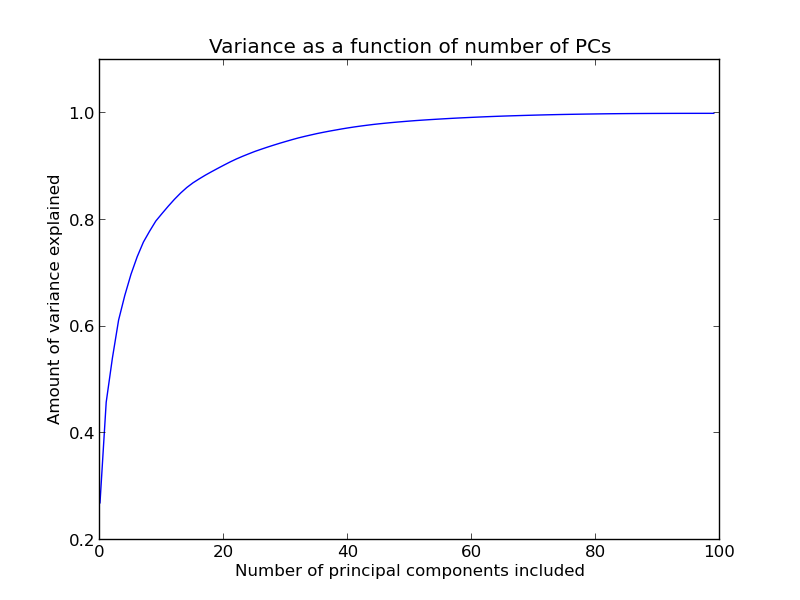 Variance as a function of number of PCs
1.0
0.8
0.6
0.4
0.2
Amount of variance explained
0 20 40 60 80 100
Number of principal components included